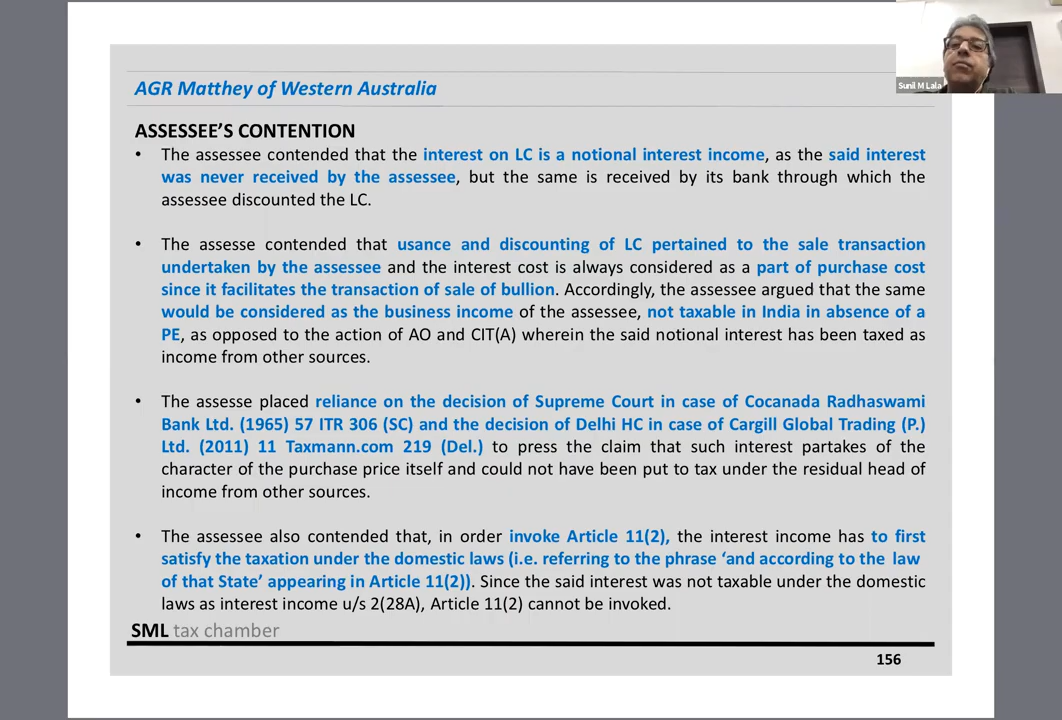 Sunil M Lala
AGR Matthey of Western Australia
ASSESSEE'S CONTENTION
• The assessee contended that the interest on LC is a notional interest income, as the said interest
was never received by the assessee, but the same is received by its bank through which the
assessee discounted the LC.
• The assesse contended that usance and discounting of LC pertained to the sale transaction
undertaken by the assessee and the interest cost is always considered as a part of purchase cost
since it facilitates the transaction of sale of bullion. Accordingly, the assessee argued that the same
would be considered as the business income of the assessee, not taxable in India in absence of a
PE, as opposed to the action of AO and CIT(A) wherein the said notional interest has been taxed as
income from other sources.
• The assesse placed reliance on the decision of Supreme Court in case of Cocanada Radhaswami
Bank Ltd. (1965) 57 ITR 306 (SC) and the decision of Delhi HC in case of Cargill Global Trading (P.)
Ltd. (2011) 11 Taxmann.com 219 (Del.) to press the claim that such interest partakes of the
character of the purchase price itself and could not have been put to tax under the residual head of
income from other sources.
• The assessee also contended that, in order invoke Article 11(2), the interest income has to first
satisfy the taxation under the domestic laws (i.e. referring to the phrase 'and according to the law
of that State' appearing in Article 11(2)). Since the said interest was not taxable under the domestic
laws as interest income u/s 2(28A), Article 11(2) cannot be invoked.
SML tax chamber
156